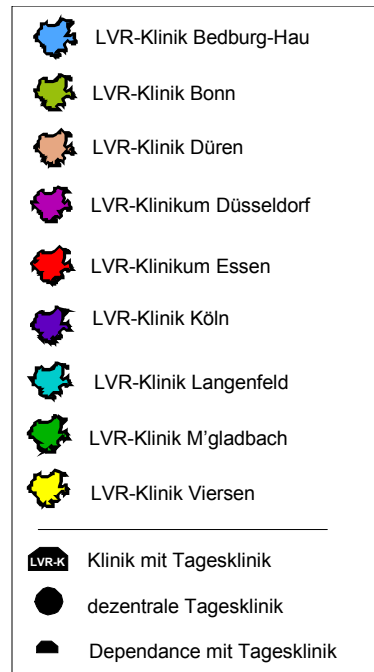 LVR-Klinik Bedburg-Hau
LVR-Klinik Bonn
LVR-Klinik Düren
LVR-Klinikum Düsseldorf
LVR-Klinikum Essen
LVR-Klinik Köln
LVR-Klinik Langenfeld
LVR-Klinik M’gladbach
LVR-Klinik Viersen
LVR-K Klinik mit Tagesklinik
dezentrale Tagesklinik
Dependance mit Tagesklinik